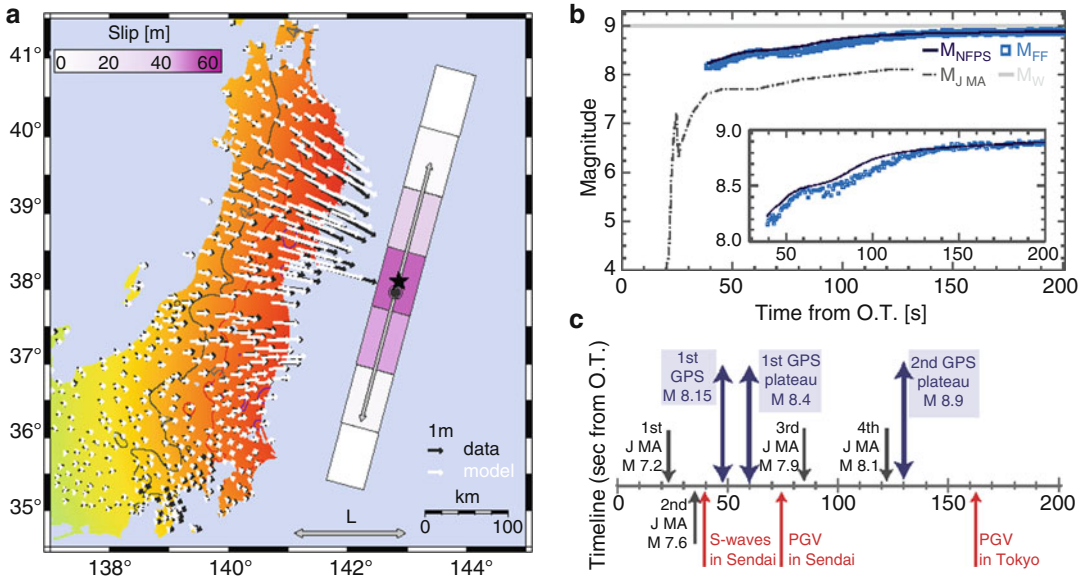 a
Slip [m]
0 20 40 60
41°
40°
39°
38°
37°
36°
35°
138° 140° 142° 144°
1m
data
model
km
0 100
L
b
Magnitude
9
8
7
6
5
4
M_NFPS M_FF
M_JMA M_W
9.0
8.5
8.0
50 100 150 200
0 50 100 150 200
Time from O.T. [s]
c
Timeline (sec from O.T.)
1st
GPS
M 8.15
1st GPS
plateau
M 8.4
2nd GPS
plateau
M 8.9
1st
J MA
M 7.2
3rd
J MA
M 7.9
4th
J MA
M 8.1
0 50 100 150 200
2nd
J MA
M 7.6
S-waves
in Sendai
PGV
in Sendai
PGV
in Tokyo